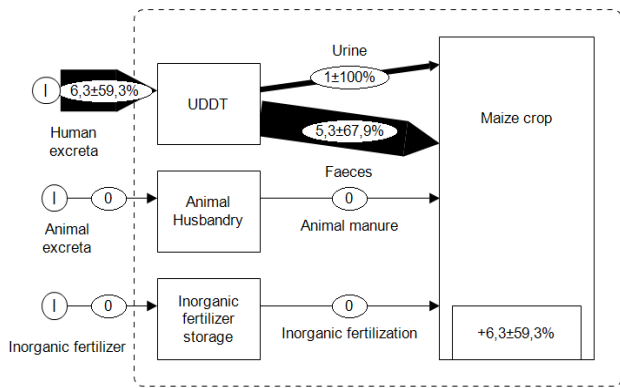 Urine
I
6,3±59,3%
UDDT
1±100%
Maize crop
Human
excreta
5,3±67,9%
Faeces
I
0
Animal
Husbandry
0
Animal
excreta
Animal manure
I
0
Inorganic
fertilizer
storage
0
Inorganic fertilizer
Inorganic fertilization
+6,3±59,3%